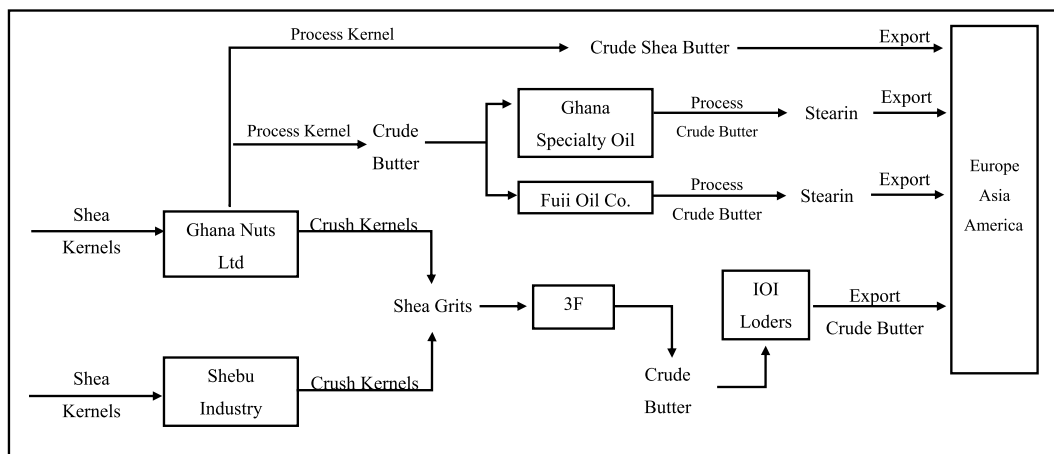 Process Kernel
Crude Shea Butter
Export
Process Kernel
Crude
Butter
Ghana
Specialty Oil
Process
Crude Butter
Stearin
Export
Fuii Oil Co.
Process
Crude Butter
Stearin
Export
Europe
Asia
America
Shea
Kernels
Ghana Nuts
Ltd
Crush Kernels
Shea Grits
3F
Crude
Butter
IOI
Loders
Export
Crude Butter
Shea
Kernels
Shebu
Industry
Crush Kernels